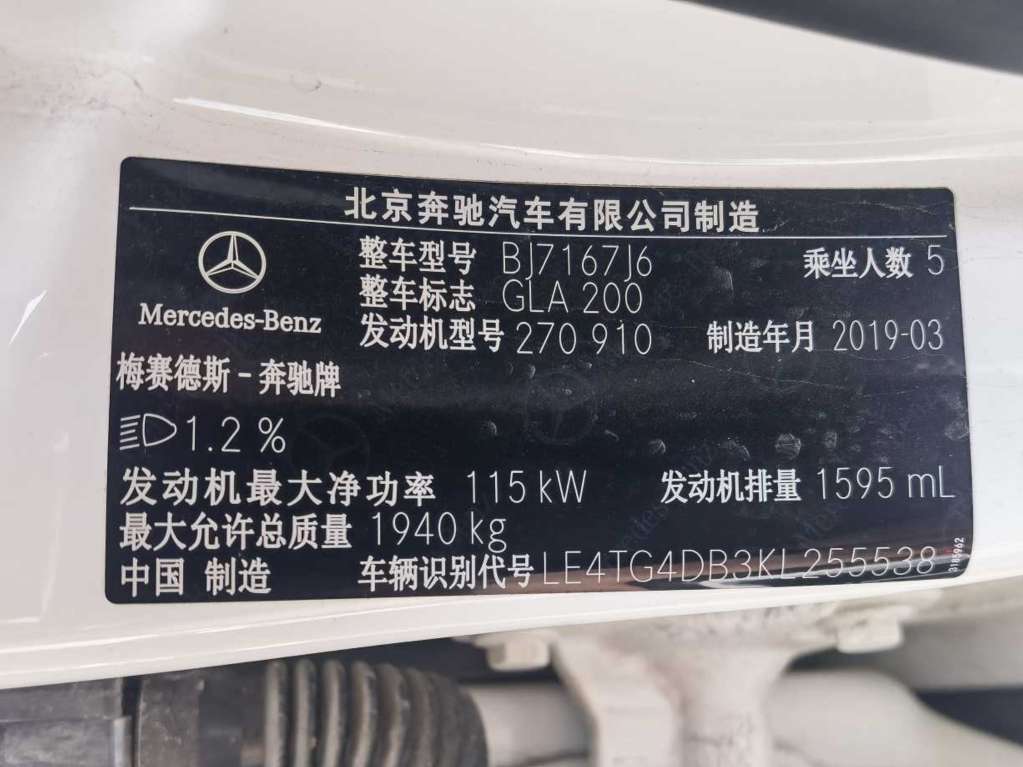 北京奔驰汽车有限公司制造
整车型号 BJ7167J6 乘坐人数 5
整车标志 GLA 200
Mercedes-Benz
发动机型号 270 910 制造年月 2019-03
梅赛德斯-奔驰牌
1.2 %
发动机最大净功率 115 kW 发动机排量 1595 mL
最大允许总质量 1940 kg
中国 制造 车辆识别代号 LE4TG4DB3KL255538